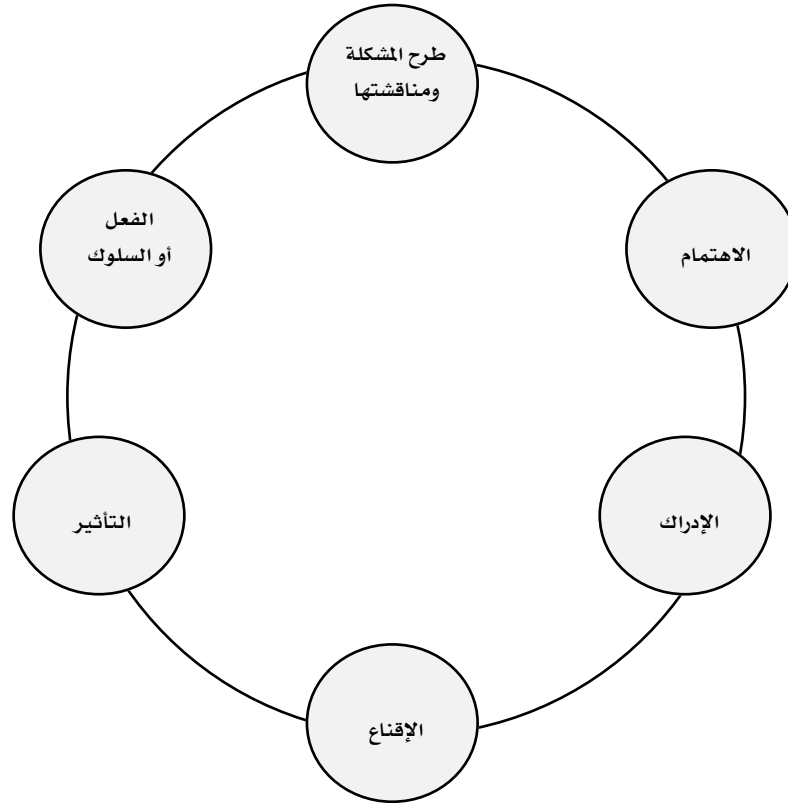 طرح المشكلة
ومناقشتها
الاهتمام
الإدراك
الإقناع
التأثير
الفعل
أو السلوك